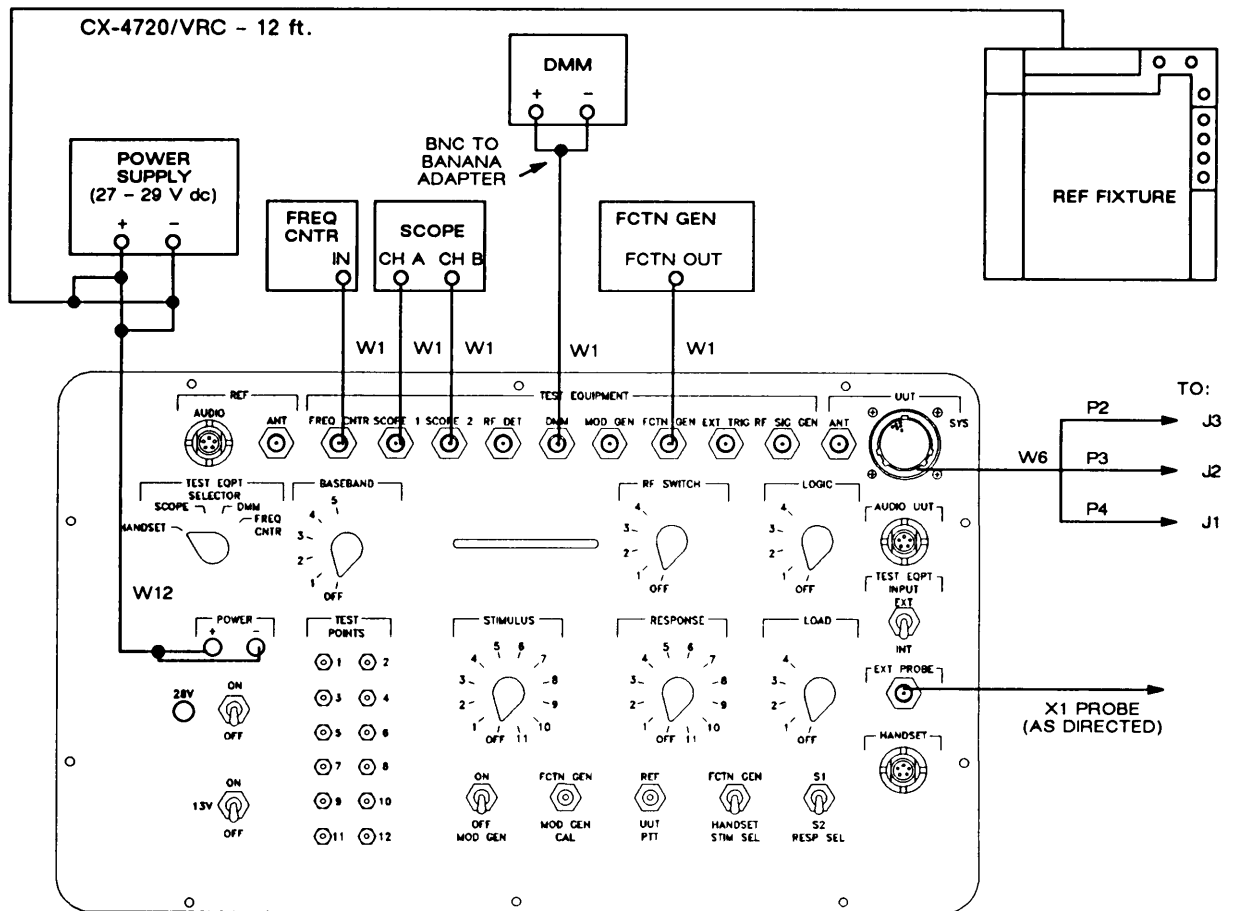 CX-4720/VRC - 12 ft.
DMM
+ -
BNC TO
BANANA
ADAPTER
POWER
SUPPLY
(27 - 29 V dc)
+ -
FREQ
CNTR
IN
SCOPE
CH A CH B
FCTN GEN
FCTN OUT
REF FIXTURE
W1 W1 W1 W1 W1
REF
AUDIO
ANT
TEST EQUIPMENT
FREQ CNTR SCOPE 1 SCOPE 2 RF DET DMM MOD GEN FCTN GEN EXT TRIG RF SIG GEN ANT
UUT
SYS
TO:
P2 J3
W6 P3 J2
P4 J1
TEST EQPT
SELECTOR
SCOPE DMM
HANDSET FREQ
CNTR
BASEBAND
5
4
3
2
1
OFF
RF SWITCH
4
3
2
1
OFF
LOGIC
4
3
2
1
OFF
AUDIO UUT
TEST EQPT
INPUT
EXT
INT
W12
POWER
+ -
28V
ON
OFF
13V
ON
OFF
TEST
POINTS
1 2
3 4
5 6
7 8
9 10
11 12
STIMULUS
5 6
4 7
3 8
2 9
1 10
OFF 11
RESPONSE
5 6
4 7
3 8
2 9
1 10
OFF 11
LOAD
4
3
2
1
OFF
EXT PROBE
X1 PROBE
(AS DIRECTED)
HANDSET
ON
OFF
MOD GEN
FCTN GEN
MOD GEN
CAL
REF
UUT
PTT
FCTN GEN
HANDSET
STIM SEL
S1
S2
RESP SEL